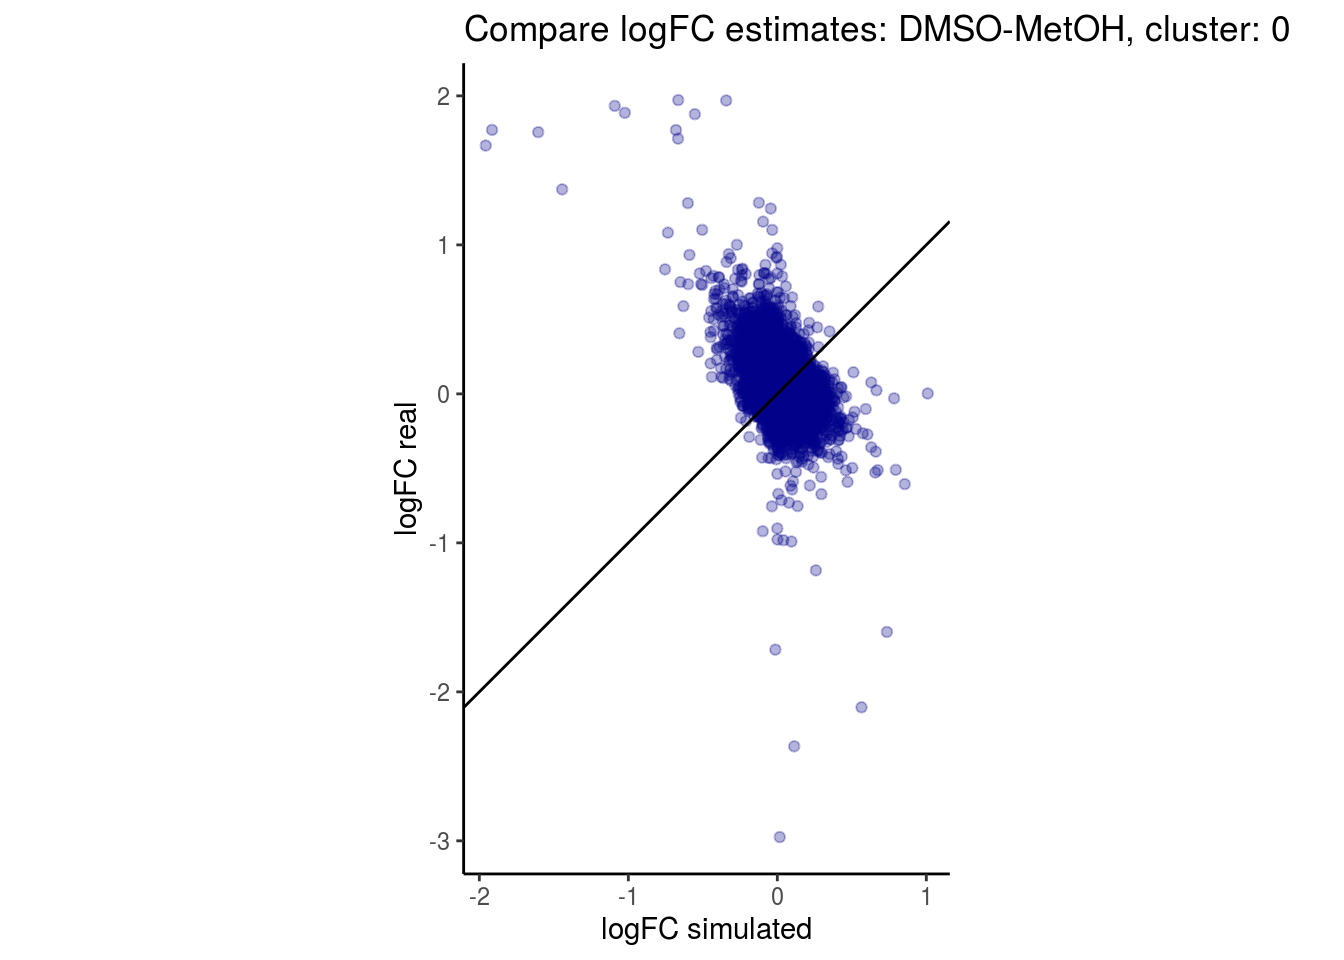 Compare logFC estimates: DMSO-MetOH, cluster: 0
2
1
0
-1
-2
-3
logFC real
-2 -1 0 1
logFC simulated